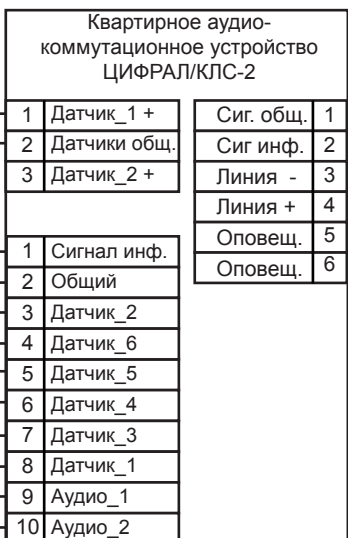 Квартирное аудио-
коммутационное устройство
ЦИФРАЛ/КЛС-2
1 Датчик_1 +
2 Датчики общ.
3 Датчик_2 +
Сиг. общ. 1
Сиг инф. 2
Линия - 3
Линия + 4
Оповещ. 5
Оповещ. 6
1 Сигнал инф.
2 Общий
3 Датчик_2
4 Датчик_6
5 Датчик_5
6 Датчик_4
7 Датчик_3
8 Датчик_1
9 Аудио_1
10 Аудио_2